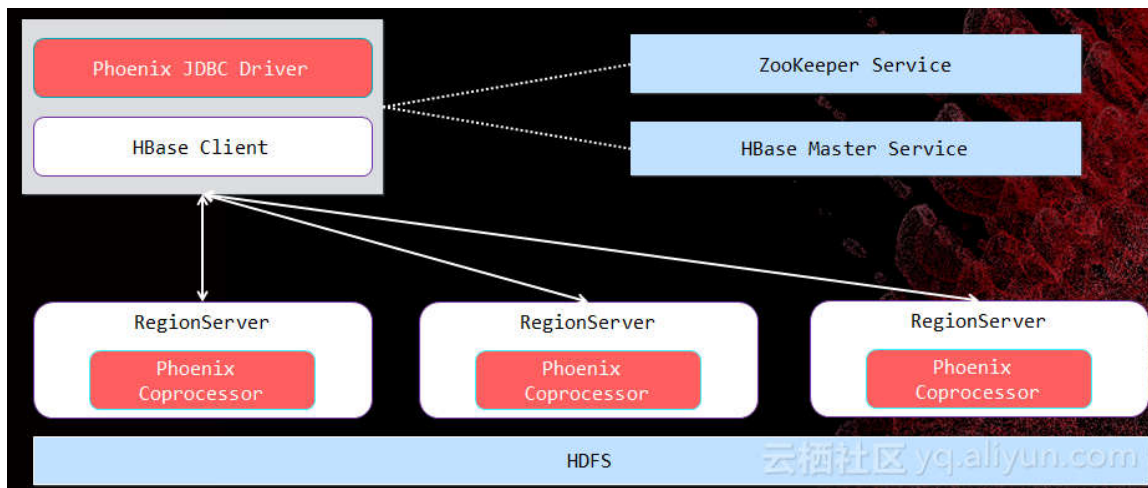 Phoenix JDBC Driver
HBase Client
ZooKeeper Service
HBase Master Service
RegionServer
Phoenix
Coprocessor
RegionServer
Phoenix
Coprocessor
RegionServer
Phoenix
Coprocessor
HDFS
云栖社区 yq.aliyun.com